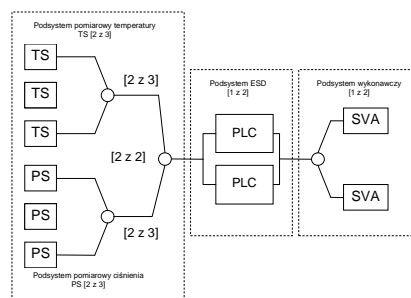 Podsystem pomiarowy temperatury
TS [2 z 3]
TS
TS
TS
[2 z 3]
[2 z 2]
PS
PS
PS
[2 z 3]
Podsystem pomiarowy ciśnienia
PS [2 z 3]
Podsystem ESD
[1 z 2]
PLC
PLC
Podsystem wykonawczy
[1 z 2]
SVA
SVA